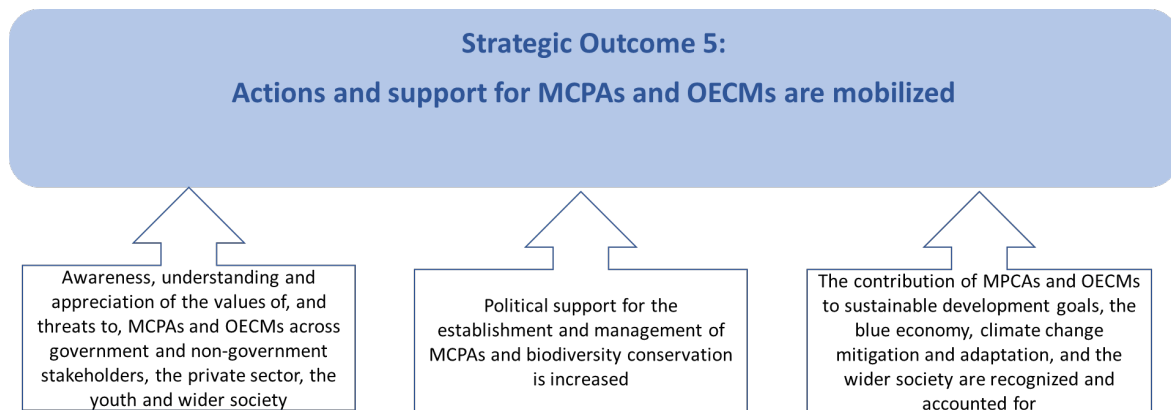 Strategic Outcome 5:
Actions and support for MCPAs and OECMs are mobilized
Awareness, understanding and
appreciation of the values of, and
threats to, MCPAs and OECMs across
government and non-government
stakeholders, the private sector, the
youth and wider society
Political support for the
establishment and management of
MCPAs and biodiversity conservation
is increased
The contribution of MPCAs and OECMs
to sustainable development goals, the
blue economy, climate change
mitigation and adaptation, and the
wider society are recognized and
accounted for